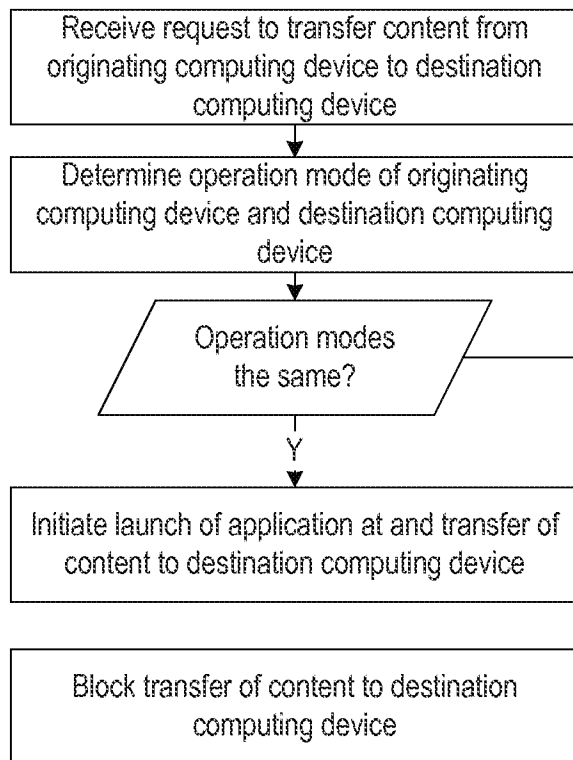 Receive request to transfer content from
originating computing device to destination
computing device
Determine operation mode of originating
computing device and destination computing
device
Operation modes
the same?
Y
Initiate launch of application at and transfer of
content to destination computing device
Block transfer of content to destination
computing device